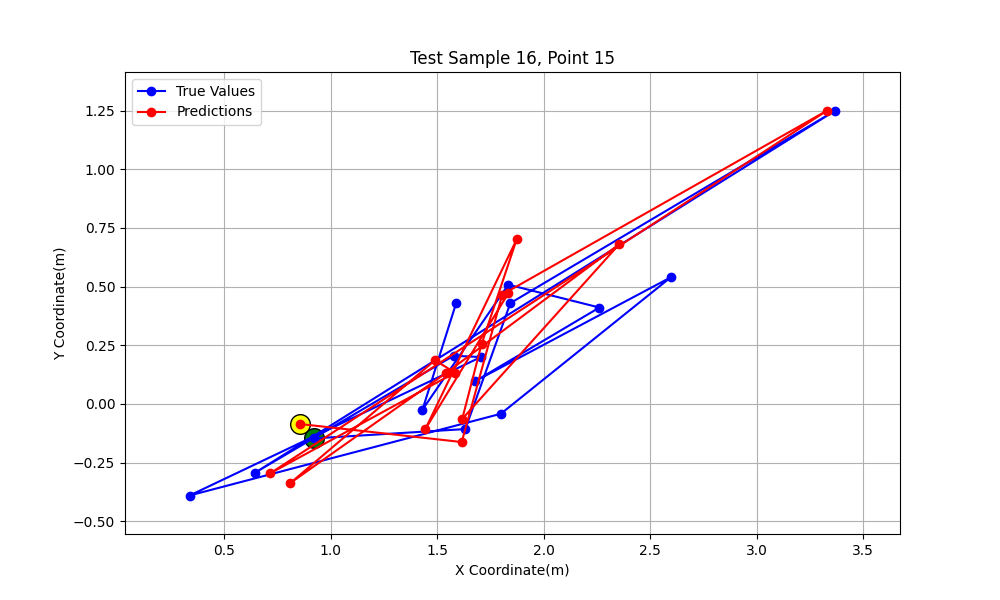 Test Sample 16, Point 15
True Values
Predictions
1.25
1.00
0.75
0.50
0.25
0.00
−0.25
−0.50
Y Coordinate(m)
0.5 1.0 1.5 2.0 2.5 3.0 3.5
X Coordinate(m)